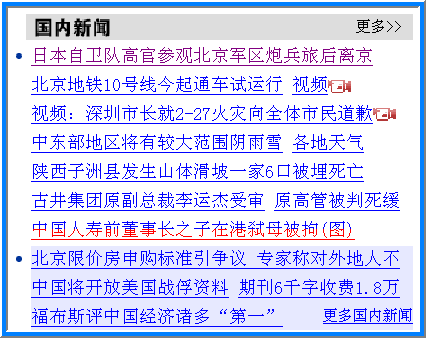 国内新闻 更多>>
日本自卫队高官参观北京军区炮兵旅后离京
北京地铁10号线今起通车试运行 视频
视频：深圳市长就2-27火灾向全体市民道歉
中东部地区将有较大范围阴雨雪 各地天气
陕西子洲县发生山体滑坡一家6口被埋死亡
古井集团原副总裁李运杰受审 原高管被判死缓
中国人寿前董事长之子在港弑母被拘(图)
北京限价房申购标准引争议 专家称对外地人不
中国将开放美国战俘资料 期刊6千字收费1.8万
福布斯评中国经济诸多“第一” 更多国内新闻